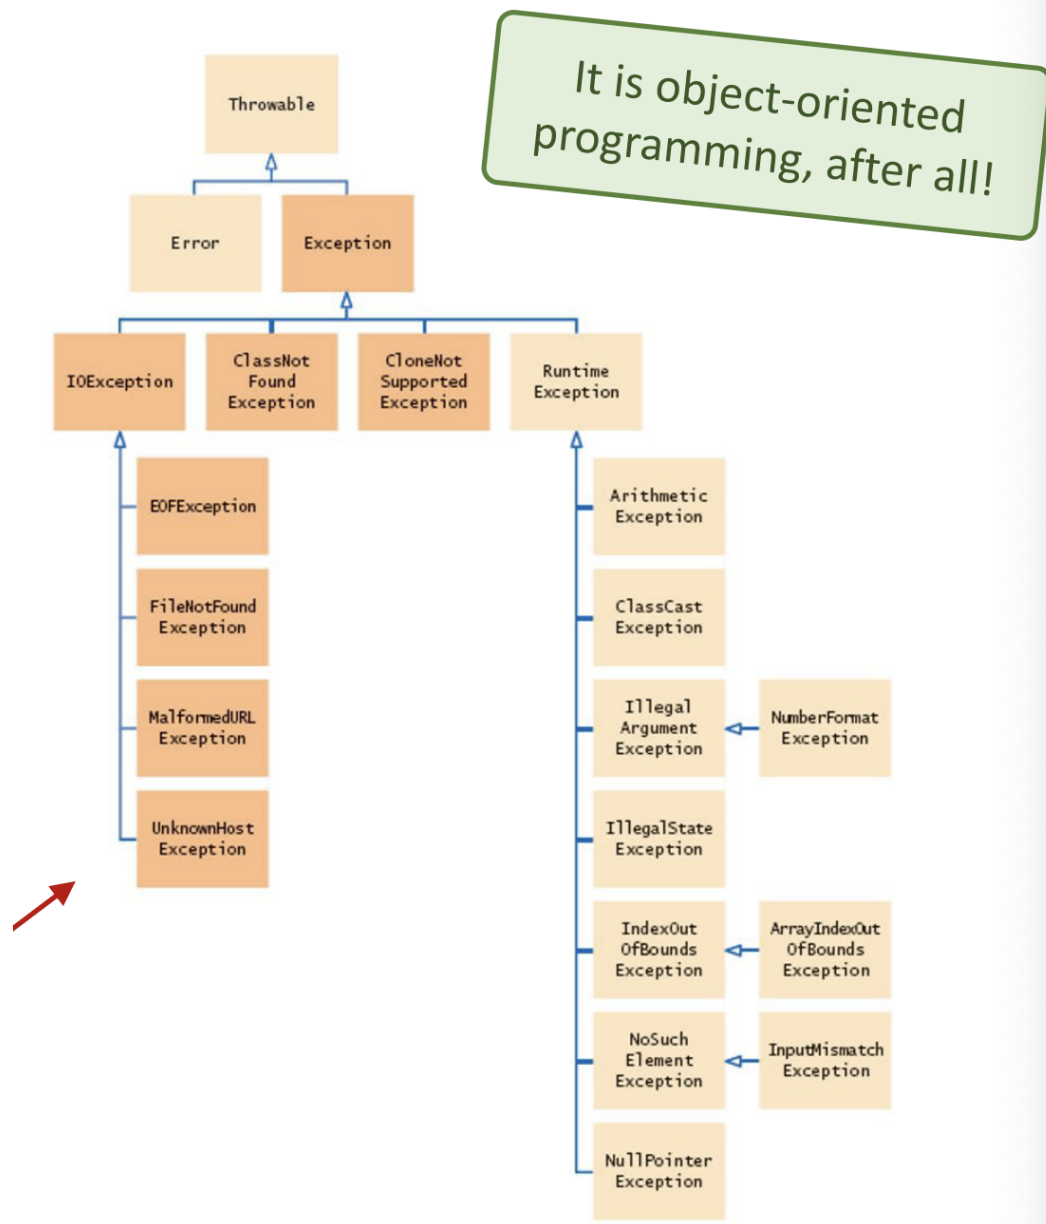 It is object-oriented
programming, after all!
Throwable
Error
Exception
IOException
ClassNot
Found
Exception
CloneNot
Supported
Exception
Runtime
Exception
EOFException
FileNotFound
Exception
MalformedURL
Exception
UnknownHost
Exception
Arithmetic
Exception
ClassCast
Exception
Illegal
Argument
Exception
NumberFormat
Exception
IllegalState
Exception
IndexOut
OfBounds
Exception
ArrayIndexOut
OfBounds
Exception
NoSuch
Element
Exception
InputMismatch
Exception
NullPointer
Exception